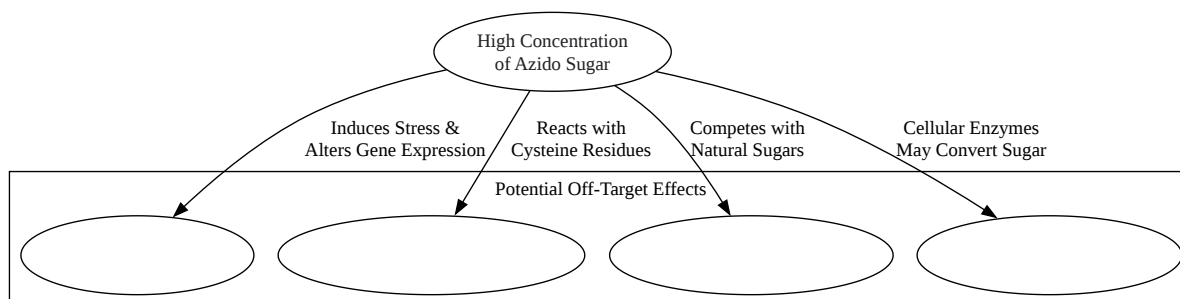 High Concentration
of Azido Sugar
Induces Stress &
Alters Gene Expression
Reacts with
Cysteine Residues
Competes with
Natural Sugars
Cellular Enzymes
May Convert Sugar
Potential Off-Target Effects